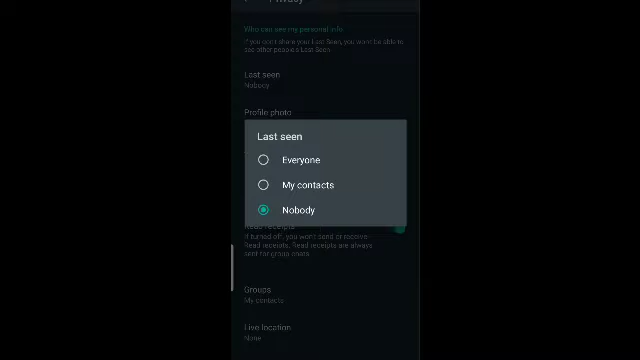 Privacy
Who can see my personal info
If you don't share your Last Seen, you won't be able to
see other people's Last Seen
Last seen
Nobody
Profile photo
Last seen
Everyone
My contacts
Nobody
Read receipts
If turned off, you won't send or receive
Read receipts. Read receipts are always
sent for group chats.
Groups
My contacts
Live location
None